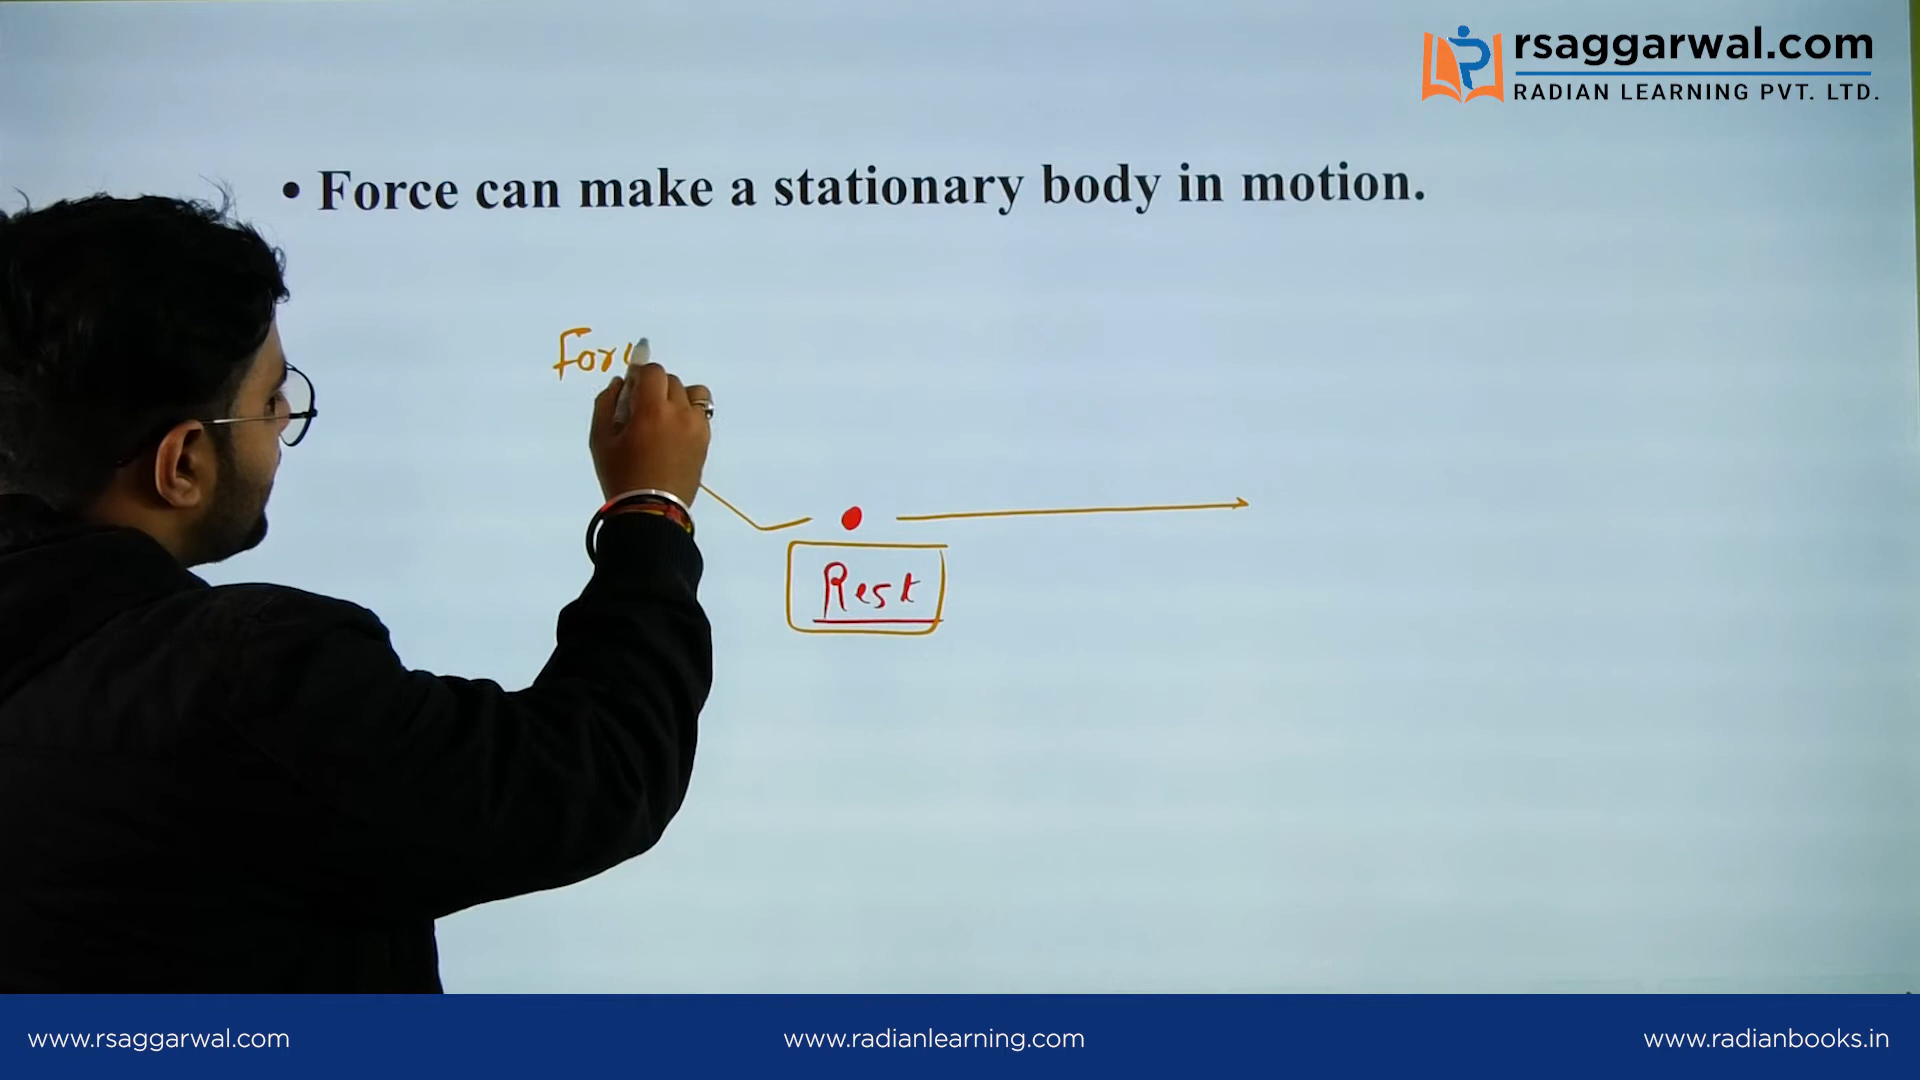 rsaggarwal.com
RADIAN LEARNING PVT. LTD.
• Force can make a stationary body in motion.
Forc
Rest
www.rsaggarwal.com
www.radianlearning.com
www.radianbooks.in